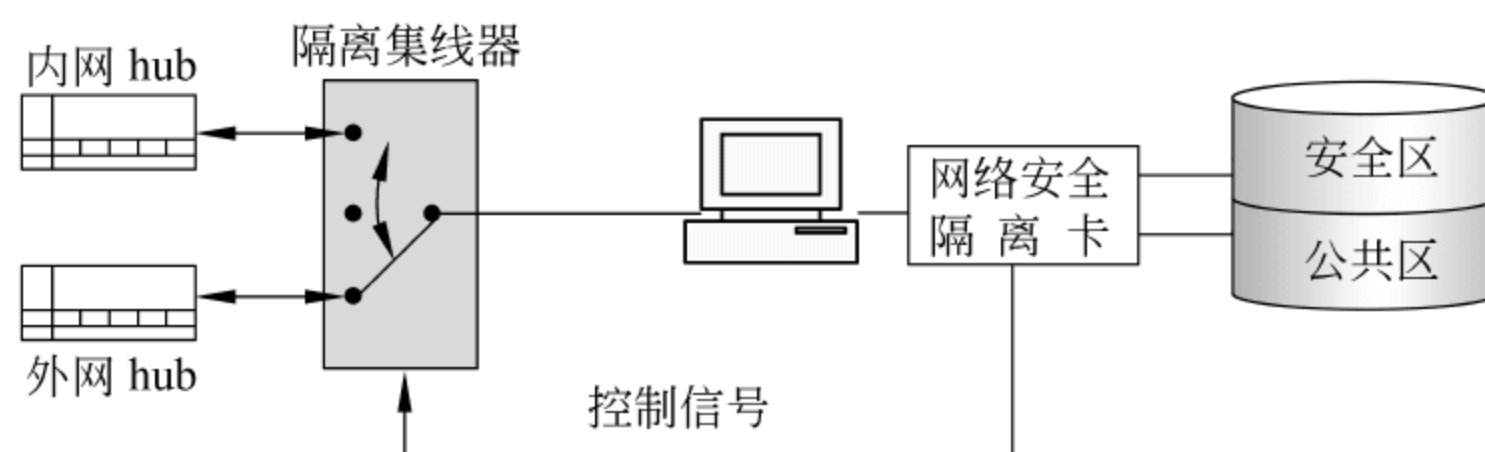 隔离集线器
内网 hub
网络安全
隔 离 卡
安全区
公共区
外网 hub
控制信号